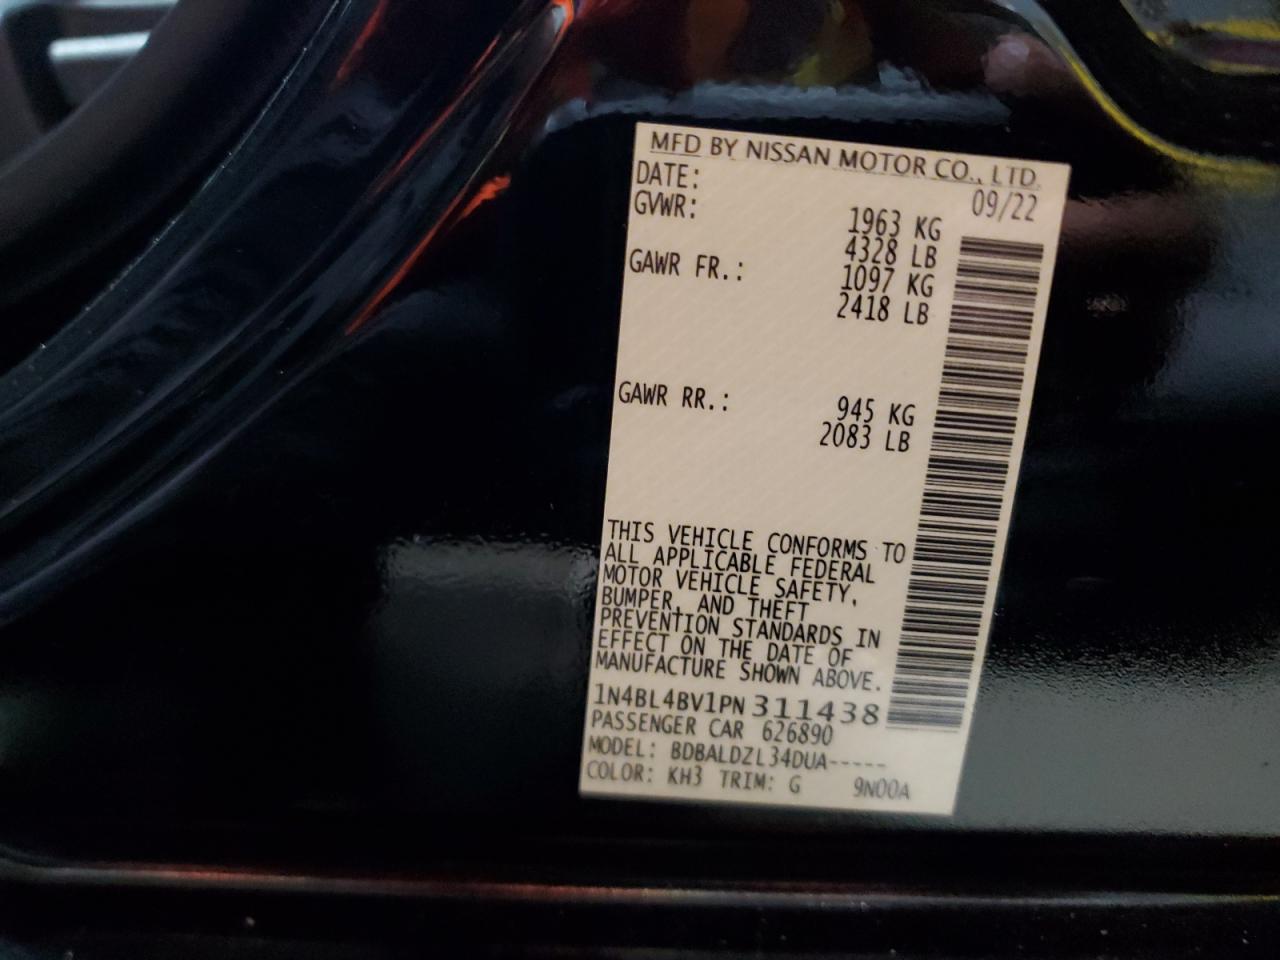 MFD BY NISSAN MOTOR CO., LTD.
DATE: 09/22
GVWR: 1963 KG
4328 LB
GAWR FR.: 1097 KG
2418 LB
GAWR RR.: 945 KG
2083 LB
THIS VEHICLE CONFORMS TO
ALL APPLICABLE FEDERAL
MOTOR VEHICLE SAFETY,
BUMPER, AND THEFT
PREVENTION STANDARDS IN
EFFECT ON THE DATE OF
MANUFACTURE SHOWN ABOVE.
1N4BL4BV1PN311438
PASSENGER CAR 626890
MODEL: BDBALDZL34DUA-----
COLOR: KH3 TRIM: G 9N00A